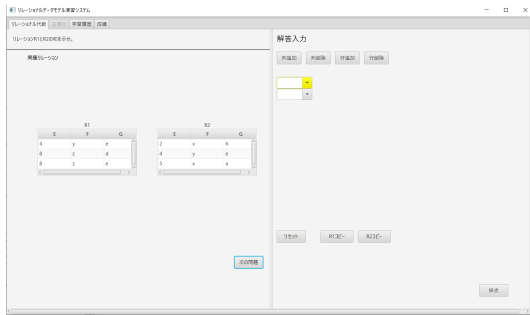 リレーショナルデータモデル演習システム
リレーショナル代数 正規化 学習履歴 成績
リレーションR1とR2の和を示せ。
問題リレーション
R1
E F G
4 y e
8 z d
8 z e
R2
E F G
2 x b
4 y e
5 x a
次の問題
解答入力
列追加 列削除 行追加 行削除
リセット R1コピー R2コピー
採点